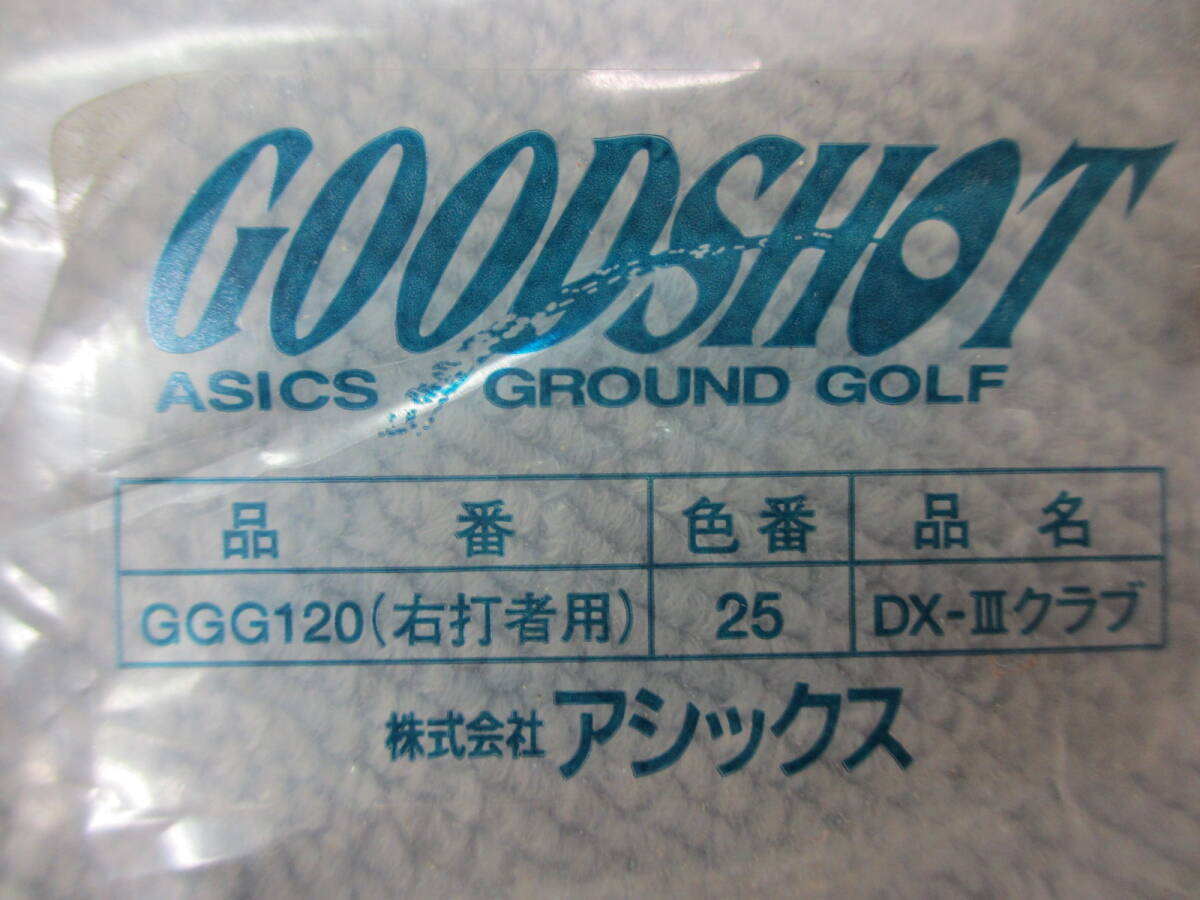 GOODSHOT
ASICS GROUND GOLF
品番 色番 品名
GGG120(右打者用) 25 DX-Ⅲクラブ
株式会社アシックス